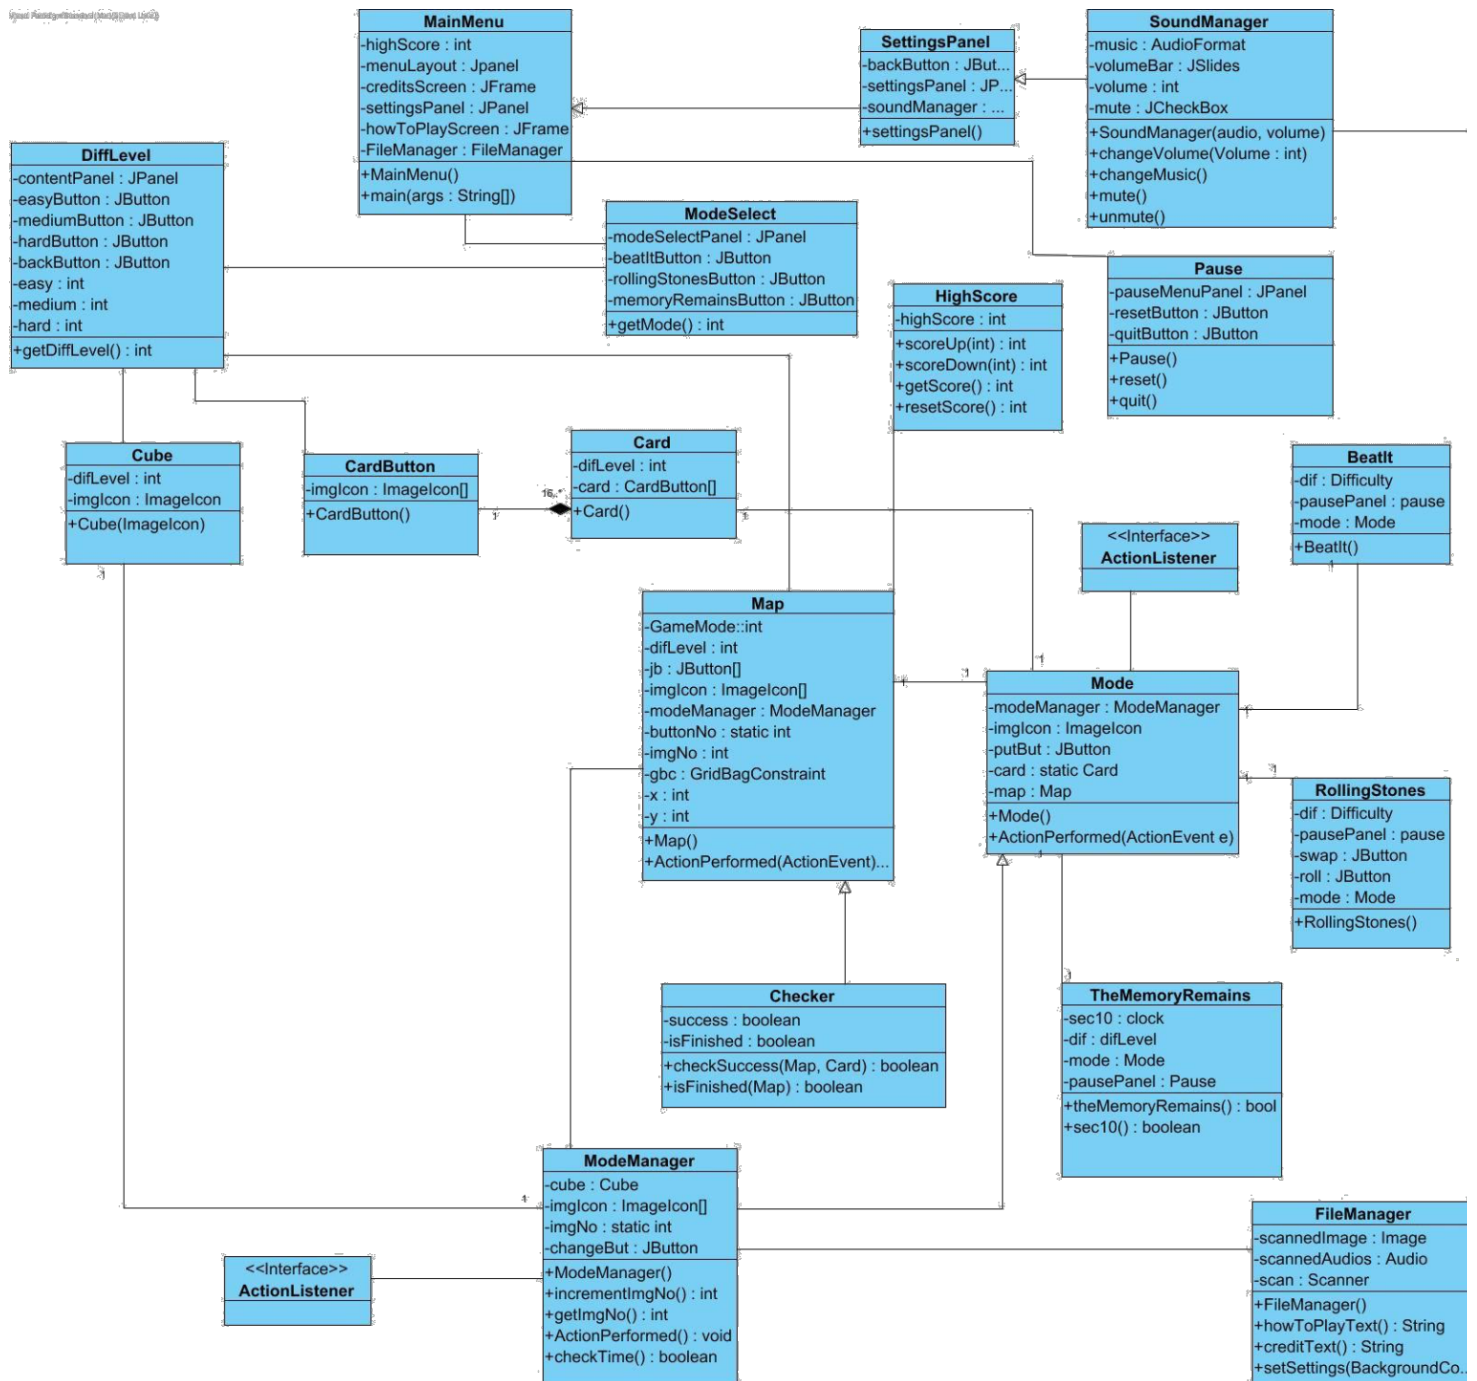 MainMenu
-highScore : int
-menuLayout : Jpanel
-creditsScreen : JFrame
-settingsPanel : JPanel
-howToPlayScreen : JFrame
-FileManager : FileManager
+MainMenu()
+main(args : String[])
SettingsPanel
-backButton : JBut...
-settingsPanel : JP...
-soundManager : ...
+settingsPanel()
SoundManager
-music : AudioFormat
-volumeBar : JSlides
-volume : int
-mute : JCheckBox
+SoundManager(audio, volume)
+changeVolume(Volume : int)
+changeMusic()
+mute()
+unmute()
DiffLevel
-contentPanel : JPanel
-easyButton : JButton
-mediumButton : JButton
-hardButton : JButton
-backButton : JButton
-easy : int
-medium : int
-hard : int
+getDiffLevel() : int
ModeSelect
-modeSelectPanel : JPanel
-beatItButton : JButton
-rollingStonesButton : JButton
-memoryRemainsButton : JButton
+getMode() : int
HighScore
-highScore : int
+scoreUp(int) : int
+scoreDown(int) : int
+getScore() : int
+resetScore() : int
Pause
-pauseMenuPanel : JPanel
-resetButton : JButton
-quitButton : JButton
+Pause()
+reset()
+quit()
Cube
-difLevel : int
-imgIcon : ImageIcon
+Cube(ImageIcon)
CardButton
-imgIcon : ImageIcon[]
+CardButton()
1
16..*
Card
-difLevel : int
-card : CardButton[]
+Card()
BeatIt
-dif : Difficulty
-pausePanel : pause
-mode : Mode
+BeatIt()
<<Interface>>
ActionListener
Map
-GameMode::int
-difLevel : int
-jb : JButton[]
-imgIcon : ImageIcon[]
-modeManager : ModeManager
-buttonNo : static int
-imgNo : int
-gbc : GridBagConstraint
-x : int
-y : int
+Map()
+ActionPerformed(ActionEvent)...
Mode
-modeManager : ModeManager
-imgIcon : ImageIcon
-putBut : JButton
-card : static Card
-map : Map
+Mode()
+ActionPerformed(ActionEvent e)
RollingStones
-dif : Difficulty
-pausePanel : pause
-swap : JButton
-roll : JButton
-mode : Mode
+RollingStones()
Checker
-success : boolean
-isFinished : boolean
+checkSuccess(Map, Card) : boolean
+isFinished(Map) : boolean
TheMemoryRemains
-sec10 : clock
-dif : difLevel
-mode : Mode
-pausePanel : Pause
+theMemoryRemains() : bool
+sec10() : boolean
ModeManager
-cube : Cube
-imgIcon : ImageIcon[]
-imgNo : static int
-changeBut : JButton
+ModeManager()
+incrementImgNo() : int
+getImgNo() : int
+ActionPerformed() : void
+checkTime() : boolean
<<Interface>>
ActionListener
FileManager
-scannedImage : Image
-scannedAudios : Audio
-scan : Scanner
+FileManager()
+howToPlayText() : String
+creditText() : String
+setSettings(BackgroundCo...